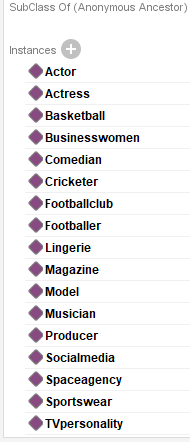 SubClass Of (Anonymous Ancestor)
Instances
Actor
Actress
Basketball
Businesswomen
Comedian
Cricketer
Footballclub
Footballer
Lingerie
Magazine
Model
Musician
Producer
Socialmedia
Spaceagency
Sportswear
TVpersonality